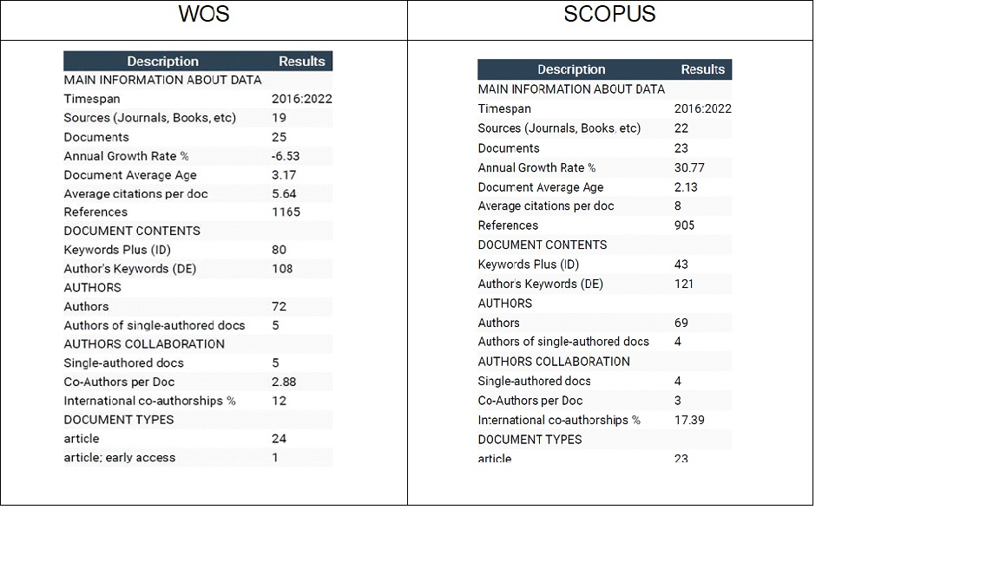 WOS
SCOPUS
Description Results
MAIN INFORMATION ABOUT DATA
Timespan 2016:2022
Sources (Journals, Books, etc) 19
Documents 25
Annual Growth Rate % -6.53
Document Average Age 3.17
Average citations per doc 5.64
References 1165
DOCUMENT CONTENTS
Keywords Plus (ID) 80
Author's Keywords (DE) 108
AUTHORS
Authors 72
Authors of single-authored docs 5
AUTHORS COLLABORATION
Single-authored docs 5
Co-Authors per Doc 2.88
International co-authorships % 12
DOCUMENT TYPES
article 24
article; early access 1
Description Results
MAIN INFORMATION ABOUT DATA
Timespan 2016:2022
Sources (Journals, Books, etc) 22
Documents 23
Annual Growth Rate % 30.77
Document Average Age 2.13
Average citations per doc 8
References 905
DOCUMENT CONTENTS
Keywords Plus (ID) 43
Author's Keywords (DE) 121
AUTHORS
Authors 69
Authors of single-authored docs 4
AUTHORS COLLABORATION
Single-authored docs 4
Co-Authors per Doc 3
International co-authorships % 17.39
DOCUMENT TYPES
article 23